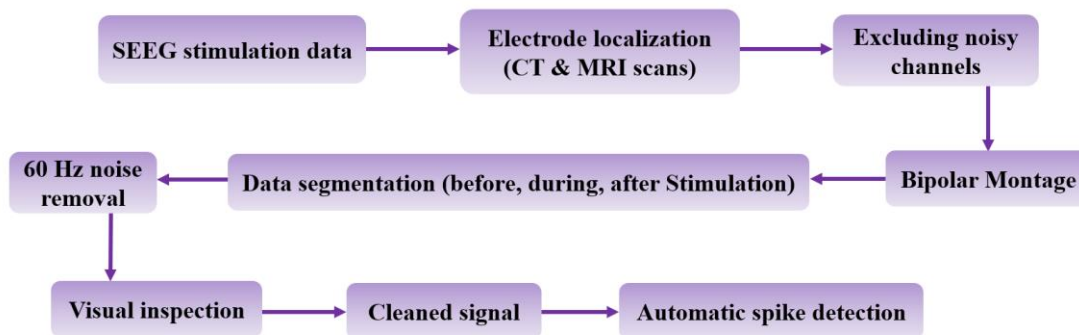 SEEG stimulation data
Electrode localization
(CT & MRI scans)
Excluding noisy
channels
Bipolar Montage
Data segmentation (before, during, after Stimulation)
60 Hz noise
removal
Visual inspection
Cleaned signal
Automatic spike detection